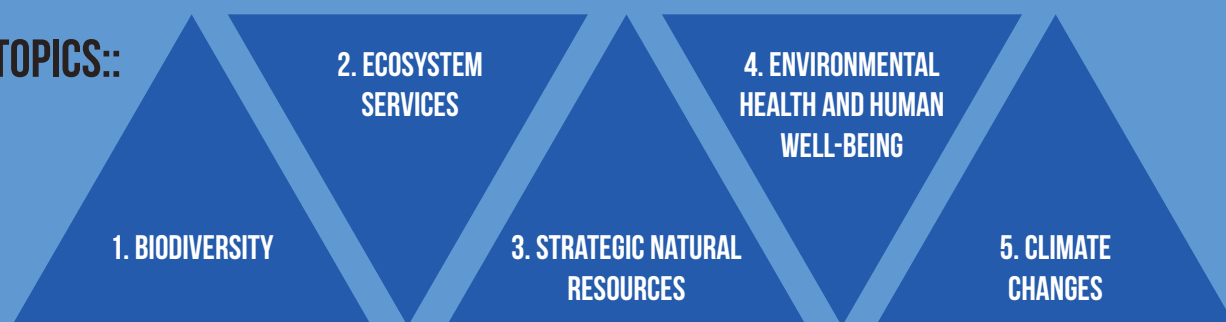 TOPICS::
1. BIODIVERSITY
2. ECOSYSTEM
SERVICES
3. STRATEGIC NATURAL
RESOURCES
4. ENVIRONMENTAL
HEALTH AND HUMAN
WELL-BEING
5. CLIMATE
CHANGES